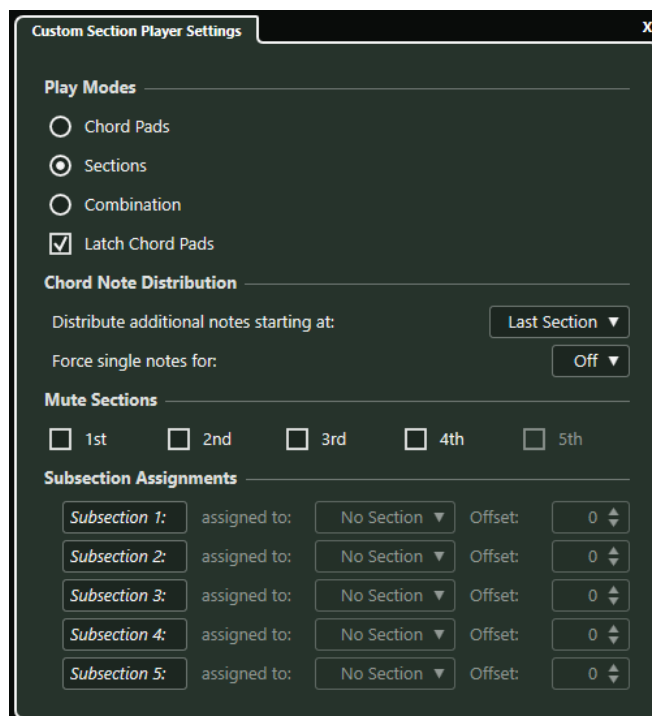 Custom Section Player Settings X
Play Modes
Chord Pads
Sections
Combination
Latch Chord Pads
Chord Note Distribution
Distribute additional notes starting at: Last Section
Force single notes for: Off
Mute Sections
1st 2nd 3rd 4th 5th
Subsection Assignments
Subsection 1: assigned to: No Section Offset: 0
Subsection 2: assigned to: No Section Offset: 0
Subsection 3: assigned to: No Section Offset: 0
Subsection 4: assigned to: No Section Offset: 0
Subsection 5: assigned to: No Section Offset: 0